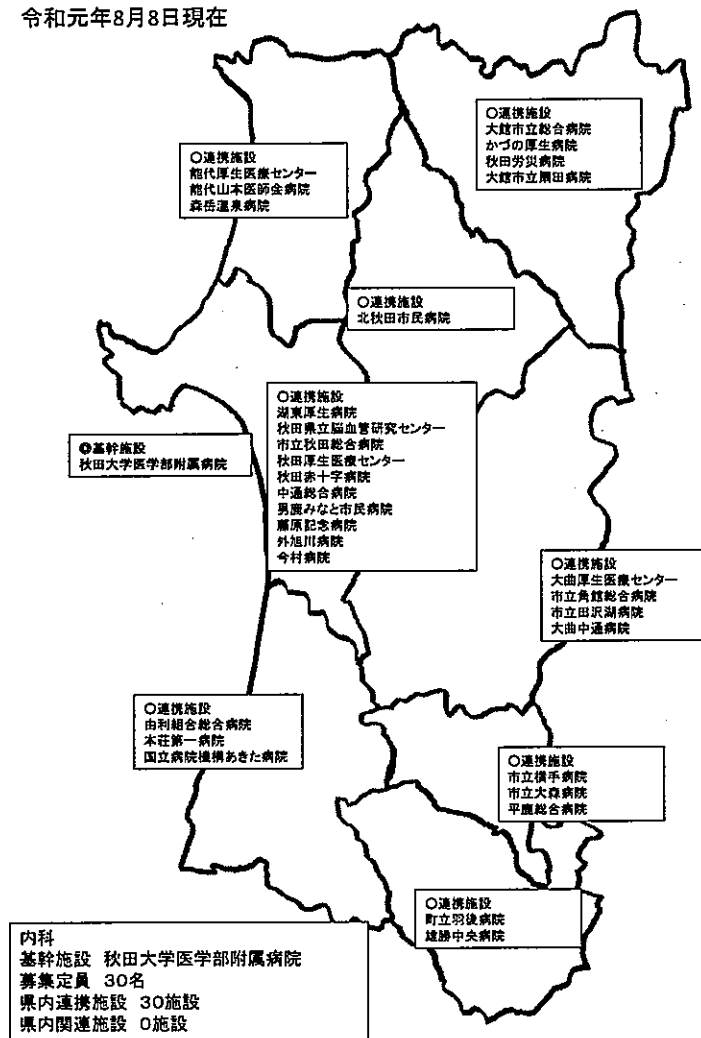 令和元年8月8日現在
○連携施設
大館市立総合病院
かづの厚生病院
秋田労災病院
大館市立扇田病院
○連携施設
能代厚生医療センター
能代山本医師会病院
森岳温泉病院
○連携施設
北秋田市民病院
○連携施設
湖東厚生病院
秋田県立脳血管研究センター
市立秋田総合病院
秋田厚生医療センター
秋田赤十字病院
中通総合病院
男鹿みなと市民病院
藤原記念病院
外旭川病院
今村病院
◎基幹施設
秋田大学医学部附属病院
○連携施設
大曲厚生医療センター
市立角館総合病院
市立田沢湖病院
大曲中通病院
○連携施設
由利組合総合病院
本荘第一病院
国立病院機構あきた病院
○連携施設
市立横手病院
市立大森病院
平鹿総合病院
○連携施設
町立羽後病院
雄勝中央病院
内科
基幹施設 秋田大学医学部附属病院
募集定員 30名
県内連携施設 30施設
県内関連施設 0施設